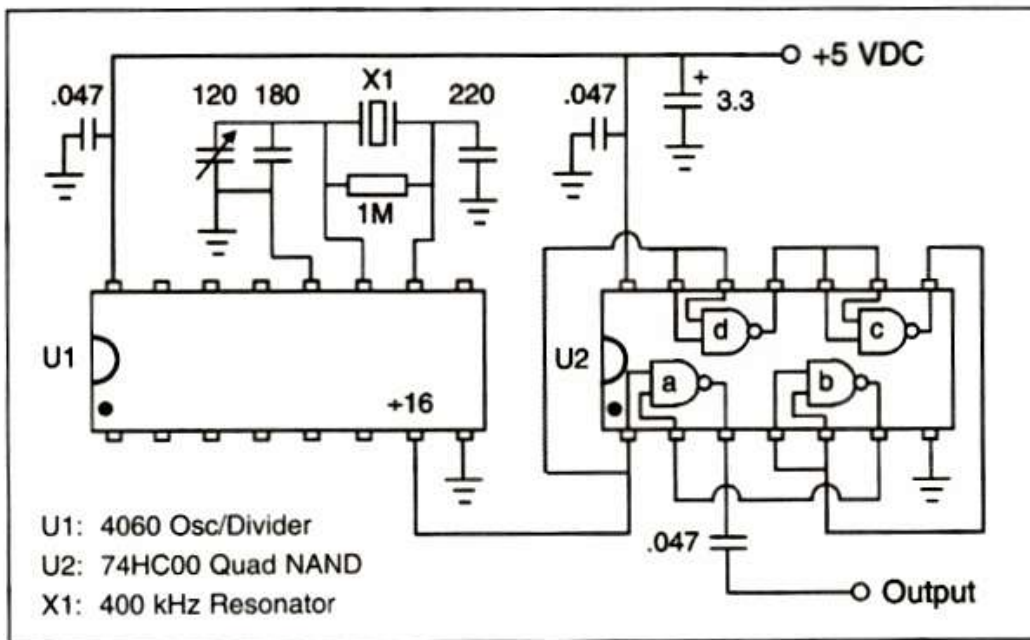 +5 VDC
.047
120
180
X1
220
.047
+
3.3
1M
d
c
U1
U2
a
b
+16
U1: 4060 Osc/Divider
U2: 74HC00 Quad NAND
X1: 400 kHz Resonator
.047
Output